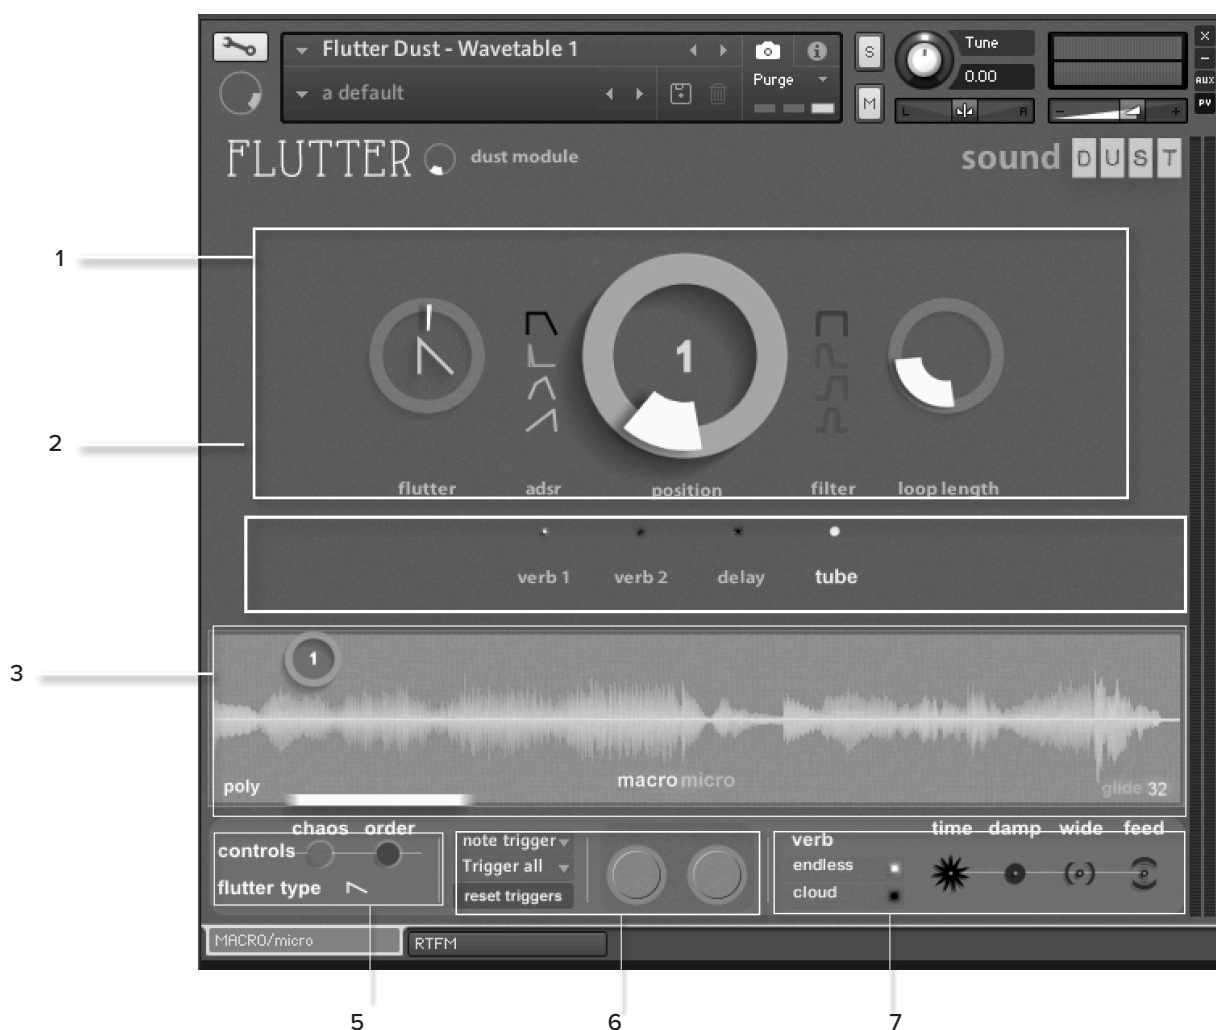 Flutter Dust - Wavetable 1
a default
Purge
S
M
Tune
0.00
L R
- +
X
-
AUX
PV
FLUTTER dust module
sound DUST
1
1
2
flutter adsr position filter loop length
verb 1 verb 2 delay tube
3
1
poly macro micro glide 32
chaos order
controls
flutter type
note trigger
Trigger all
reset triggers
verb time damp wide feed
endless
cloud
MACRO/micro RTFM
5 6 7